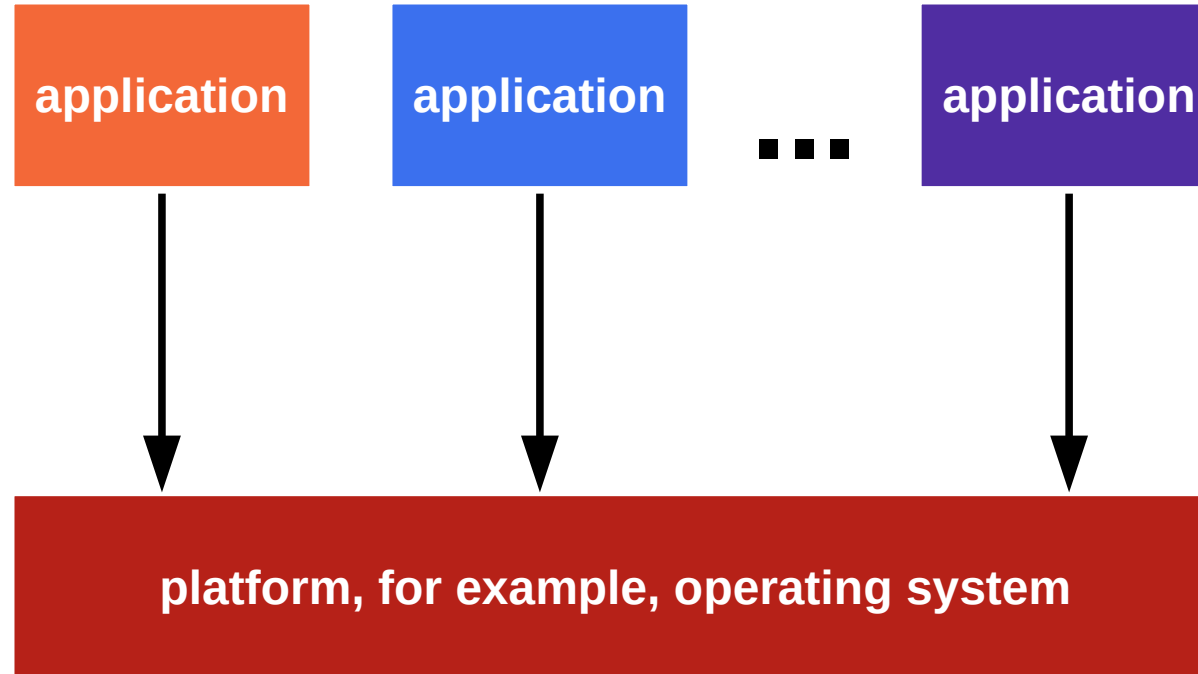 application
application
application
platform, for example, operating system